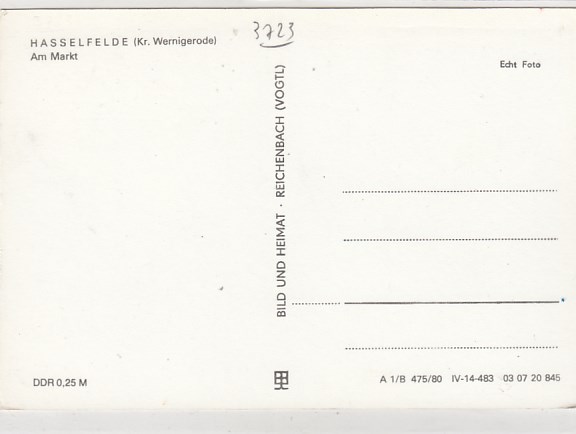 3723
HASSELFELDE (Kr. Wernigerode)
Am Markt
Echt Foto
BILD UND HEIMAT · REICHENBACH (VOGTL)
DDR 0,25 M
A 1/B 475/80 IV-14-483 03 07 20 845